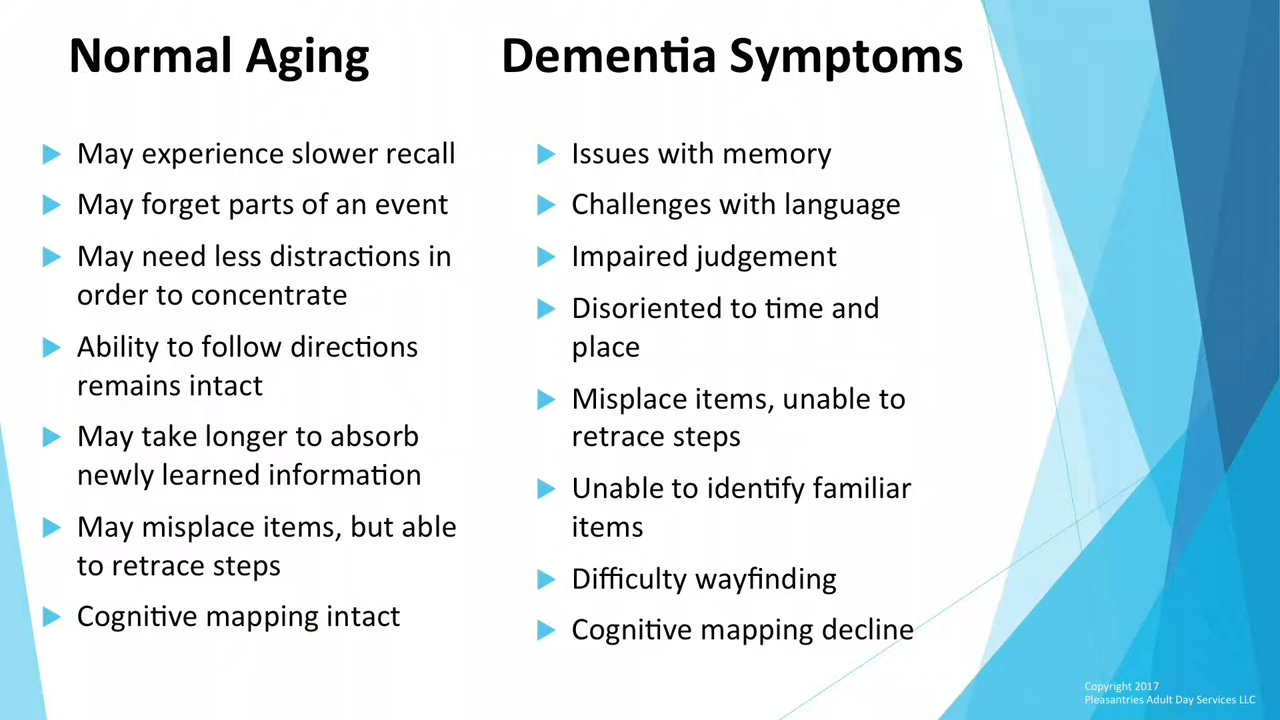 Normal Aging
May experience slower recall
May forget parts of an event
May need less distractions in
order to concentrate
Ability to follow directions
remains intact
May take longer to absorb
newly learned information
May misplace items, but able
to retrace steps
Cognitive mapping intact
Dementia Symptoms
Issues with memory
Challenges with language
Impaired judgement
Disoriented to time and
place
Misplace items, unable to
retrace steps
Unable to identify familiar
items
Difficulty wayfinding
Cognitive mapping decline
Copyright 2017
Pleasantries Adult Day Services LLC